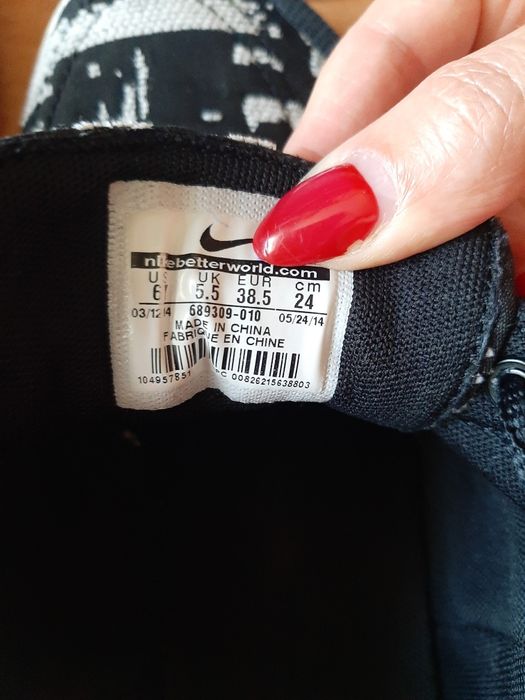 nikebetterworld.com
US UK EUR cm
6 5.5 38.5 24
03/12/14 689309-010 05/24/14
MADE IN CHINA
FABRIQUE EN CHINE
00826215638803